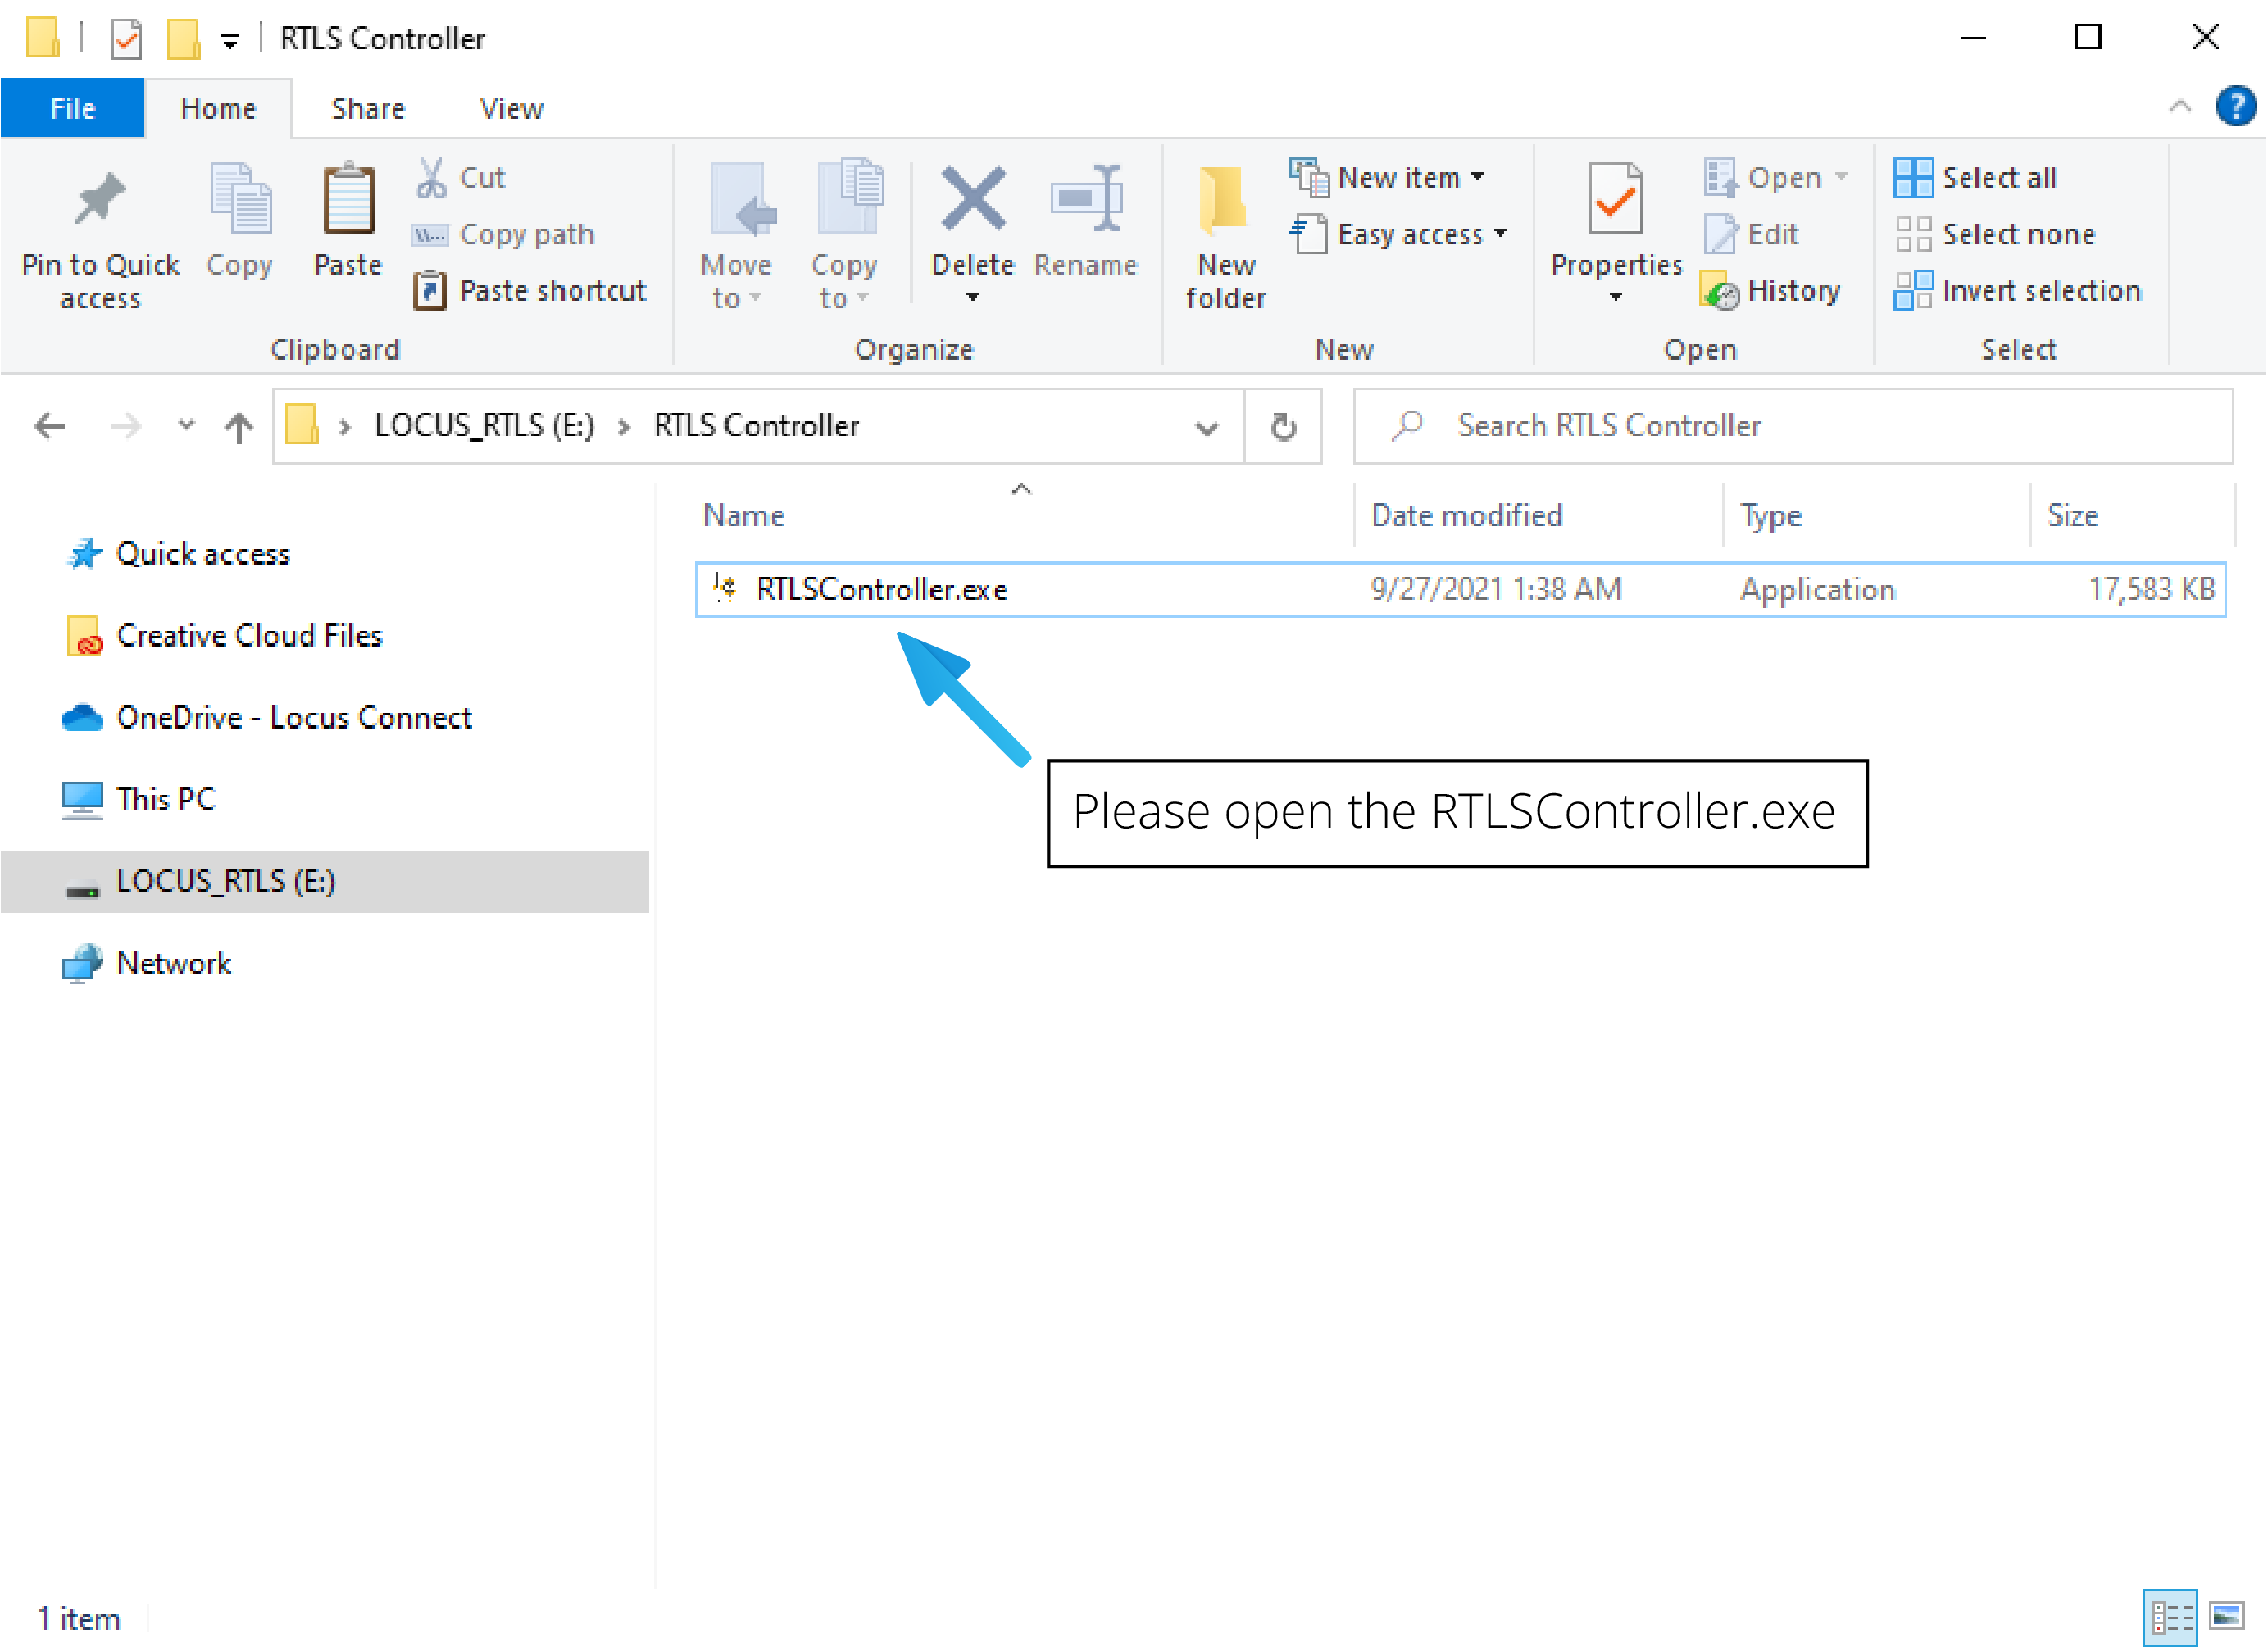 RTLS Controller
File Home Share View
Pin to Quick access
Copy
Paste
Cut
Copy path
Paste shortcut
Clipboard
Move to
Copy to
Delete
Rename
Organize
New folder
New item
Easy access
New
Properties
Open
Edit
History
Open
Select all
Select none
Invert selection
Select
LOCUS_RTLS (E:) RTLS Controller
Search RTLS Controller
Quick access
Creative Cloud Files
OneDrive - Locus Connect
This PC
LOCUS_RTLS (E:)
Network
Name Date modified Type Size
RTLSController.exe 9/27/2021 1:38 AM Application 17,583 KB
Please open the RTLSController.exe
1 item